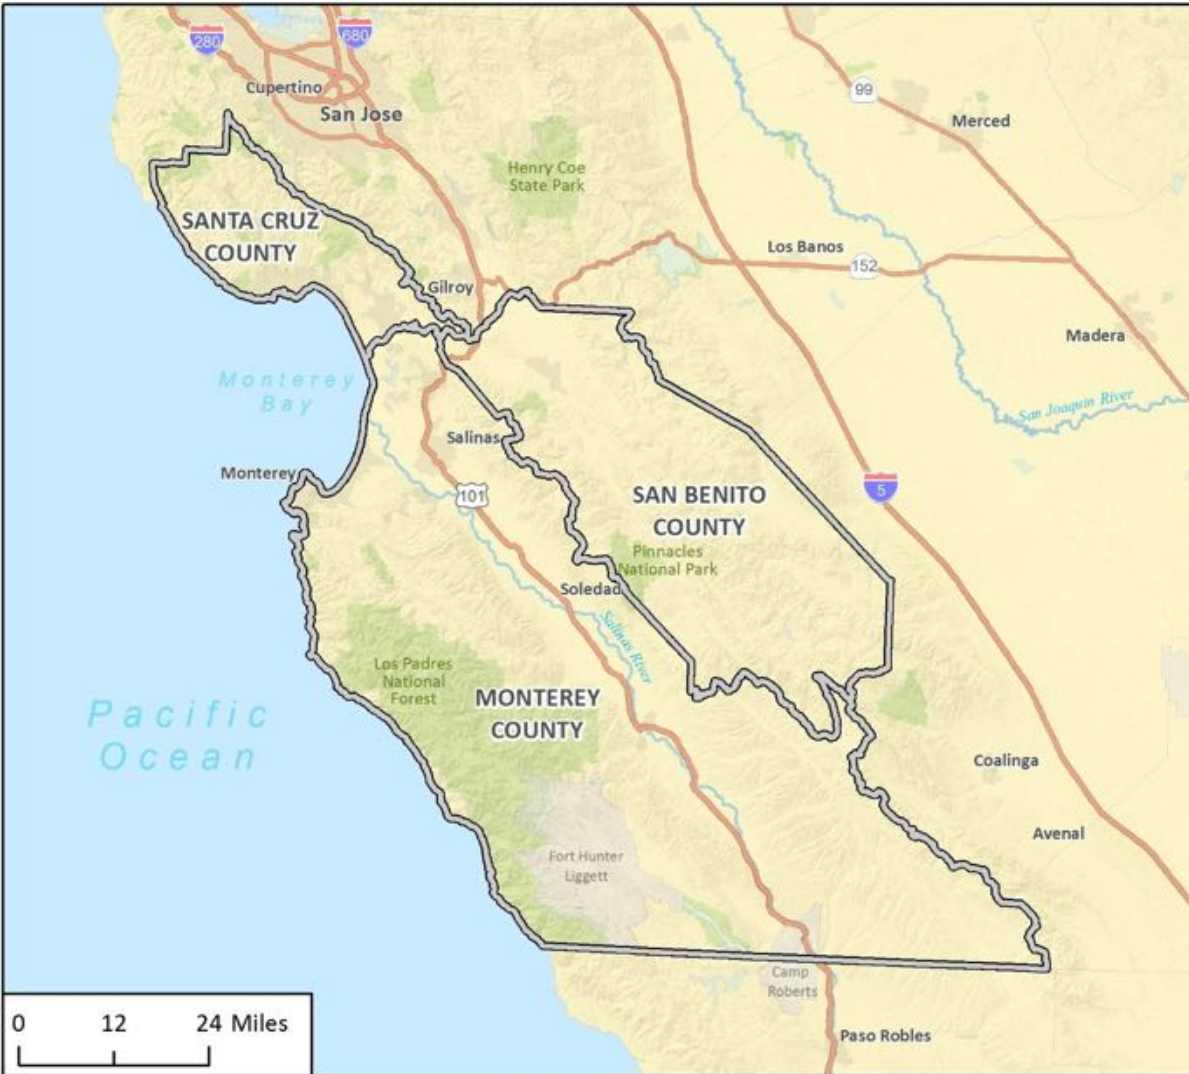 280
680
Cupertino
San Jose
99
Merced
Henry Coe
State Park
SANTA CRUZ
COUNTY
Los Banos
152
Gilroy
Madera
Monterey
Bay
San Joaquin River
Salinas
Monterey
101
5
SAN BENITO
COUNTY
Pinnacles
National Park
Soledad
Salinas River
Los Padres
National
Forest
MONTEREY
COUNTY
Pacific
Ocean
Coalinga
Avenal
Fort Hunter
Liggett
Camp
Roberts
Paso Robles
0 12 24 Miles